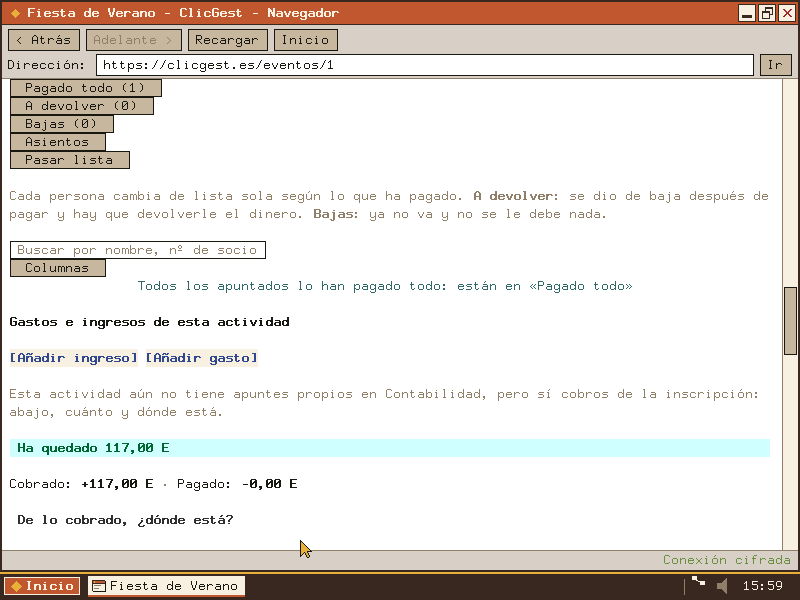 Fiesta de Verano - ClicGest - Navegador
< Atrás Adelante > Recargar Inicio
Dirección: https://clicgest.es/eventos/1 Ir
Pagado todo (1)
A devolver (0)
Bajas (0)
Asientos
Pasar lista
Cada persona cambia de lista sola según lo que ha pagado. A devolver: se dio de baja después de
pagar y hay que devolverle el dinero. Bajas: ya no va y no se le debe nada.
Buscar por nombre, nº de socio
Columnas
Todos los apuntados lo han pagado todo: están en «Pagado todo»
Gastos e ingresos de esta actividad
[Añadir ingreso] [Añadir gasto]
Esta actividad aún no tiene apuntes propios en Contabilidad, pero sí cobros de la inscripción:
abajo, cuánto y dónde está.
Ha quedado 117,00 E
Cobrado: +117,00 E · Pagado: -0,00 E
De lo cobrado, ¿dónde está?
Conexión cifrada
Inicio Fiesta de Verano 15:59